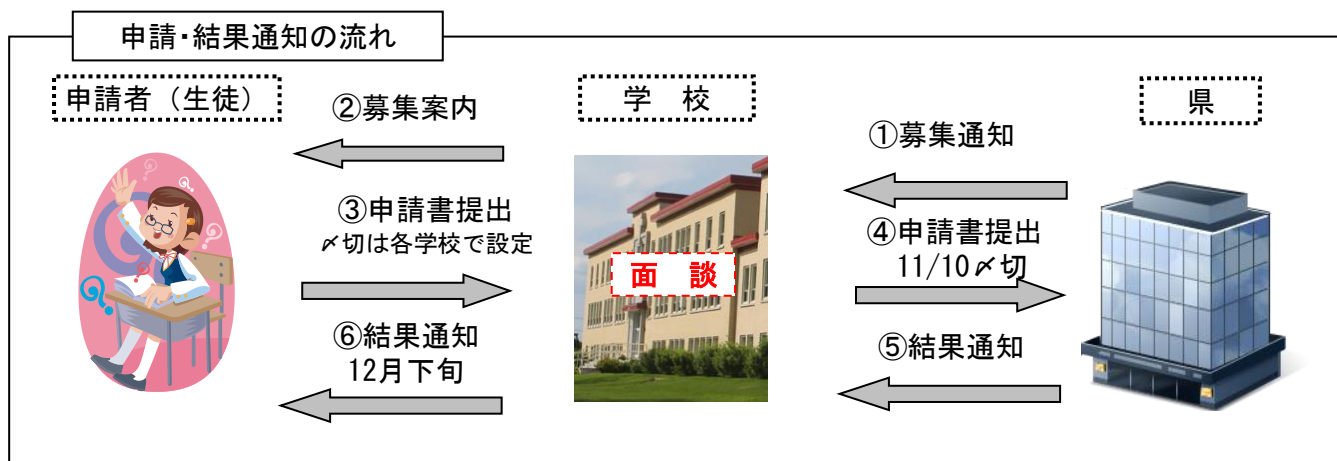 申請・結果通知の流れ
申請者（生徒）
学　校
県
①募集通知
②募集案内
③申請書提出
〆切は各学校で設定
面　談
④申請書提出
11/10〆切
⑤結果通知
⑥結果通知
12月下旬